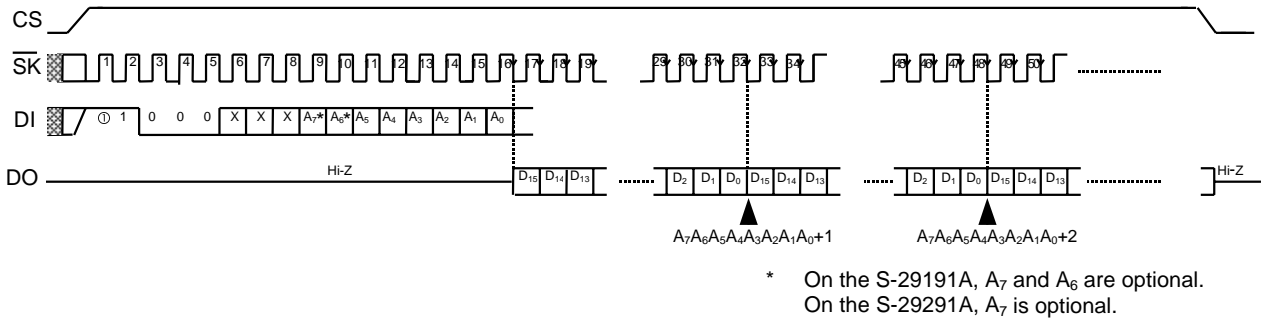 CS
SK 1 2 3 4 5 6 7 8 9 10 11 12 13 14 15 16 17 18 19 29 30 31 32 33 34 45 46 47 48 49 50
DI ① 1 0 0 0 X X X A7* A6* A5 A4 A3 A2 A1 A0
DO Hi-Z D15 D14 D13 D2 D1 D0 D15 D14 D13 D2 D1 D0 D15 D14 D13 Hi-Z
A7A6A5A4A3A2A1A0+1 A7A6A5A4A3A2A1A0+2
* On the S-29191A, A7 and A6 are optional.
On the S-29291A, A7 is optional.